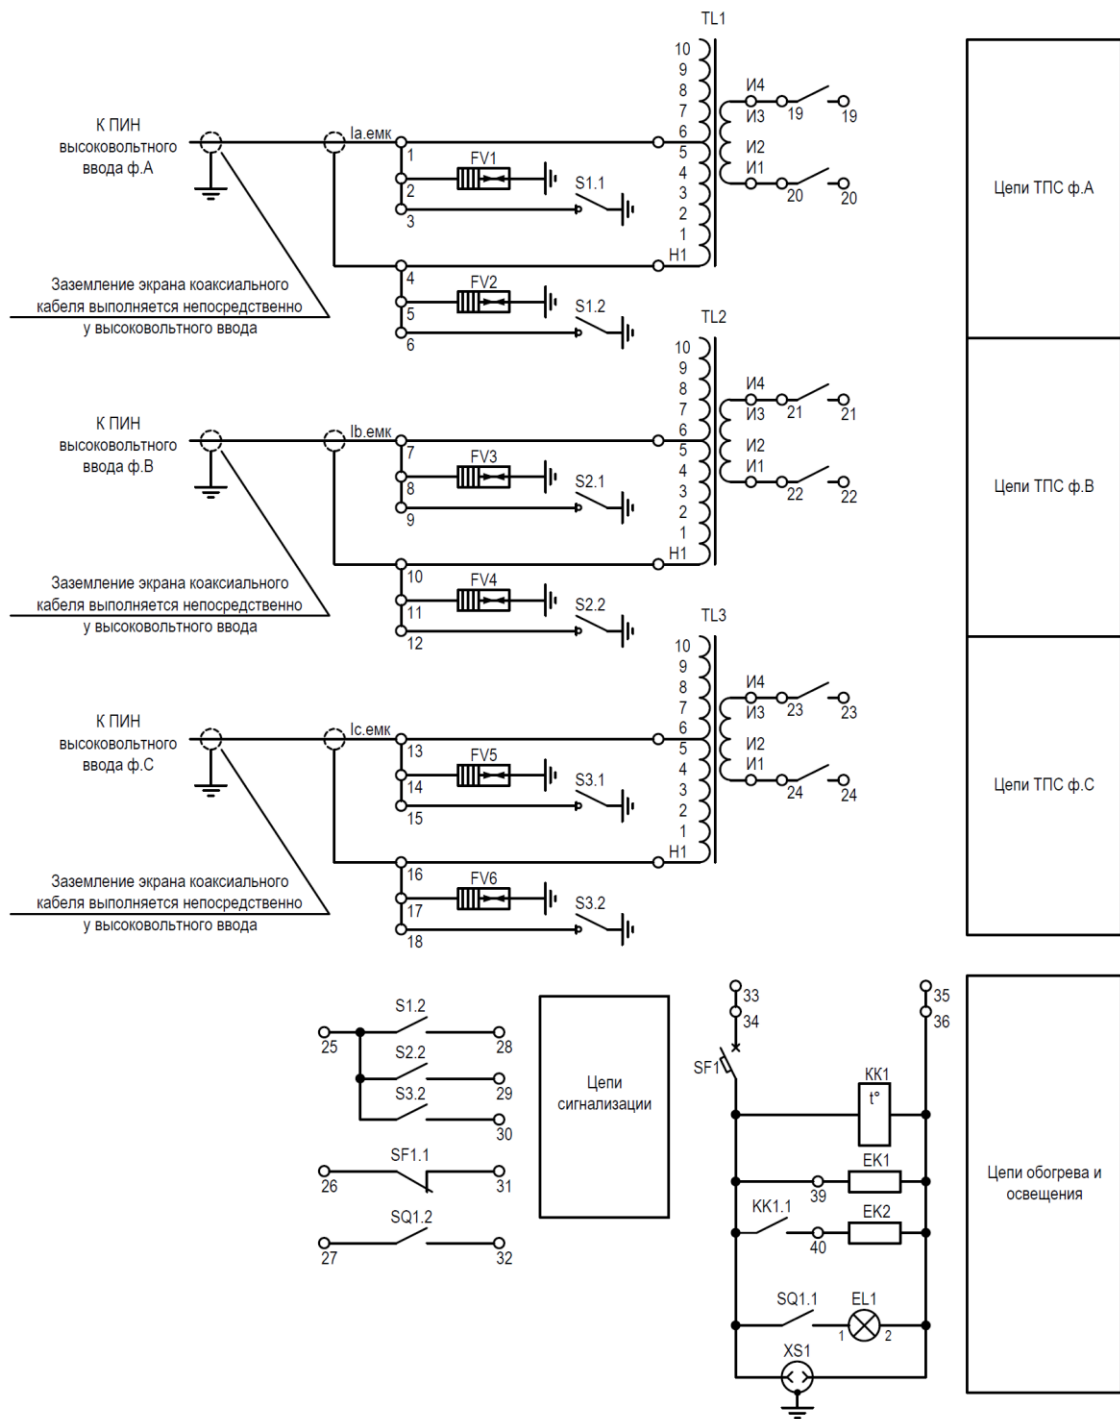 TL1
10
9
8
7
6
5
4
3
2
1
Н1
И4
И3
И2
И1
19
19
20
20
К ПИН
высоковольтного
ввода ф.А
Iа.емк
1
2
3
FV1
S1.1
4
5
6
FV2
S1.2
Заземление экрана коаксиального
кабеля выполняется непосредственно
у высоковольтного ввода
Цепи ТПС ф.А
TL2
10
9
8
7
6
5
4
3
2
1
Н1
И4
И3
И2
И1
21
21
22
22
К ПИН
высоковольтного
ввода ф.В
Ib.емк
7
8
9
FV3
S2.1
10
11
12
FV4
S2.2
Заземление экрана коаксиального
кабеля выполняется непосредственно
у высоковольтного ввода
Цепи ТПС ф.В
TL3
10
9
8
7
6
5
4
3
2
1
Н1
И4
И3
И2
И1
23
23
24
24
К ПИН
высоковольтного
ввода ф.С
Ic.емк
13
14
15
FV5
S3.1
16
17
18
FV6
S3.2
Заземление экрана коаксиального
кабеля выполняется непосредственно
у высоковольтного ввода
Цепи ТПС ф.С
25
S1.2
28
S2.2
29
S3.2
30
26
SF1.1
31
27
SQ1.2
32
Цепи
сигнализации
33
34
35
36
SF1
KK1
t°
EK1
39
KK1.1
EK2
40
SQ1.1
EL1
1
2
XS1
Цепи обогрева и
освещения